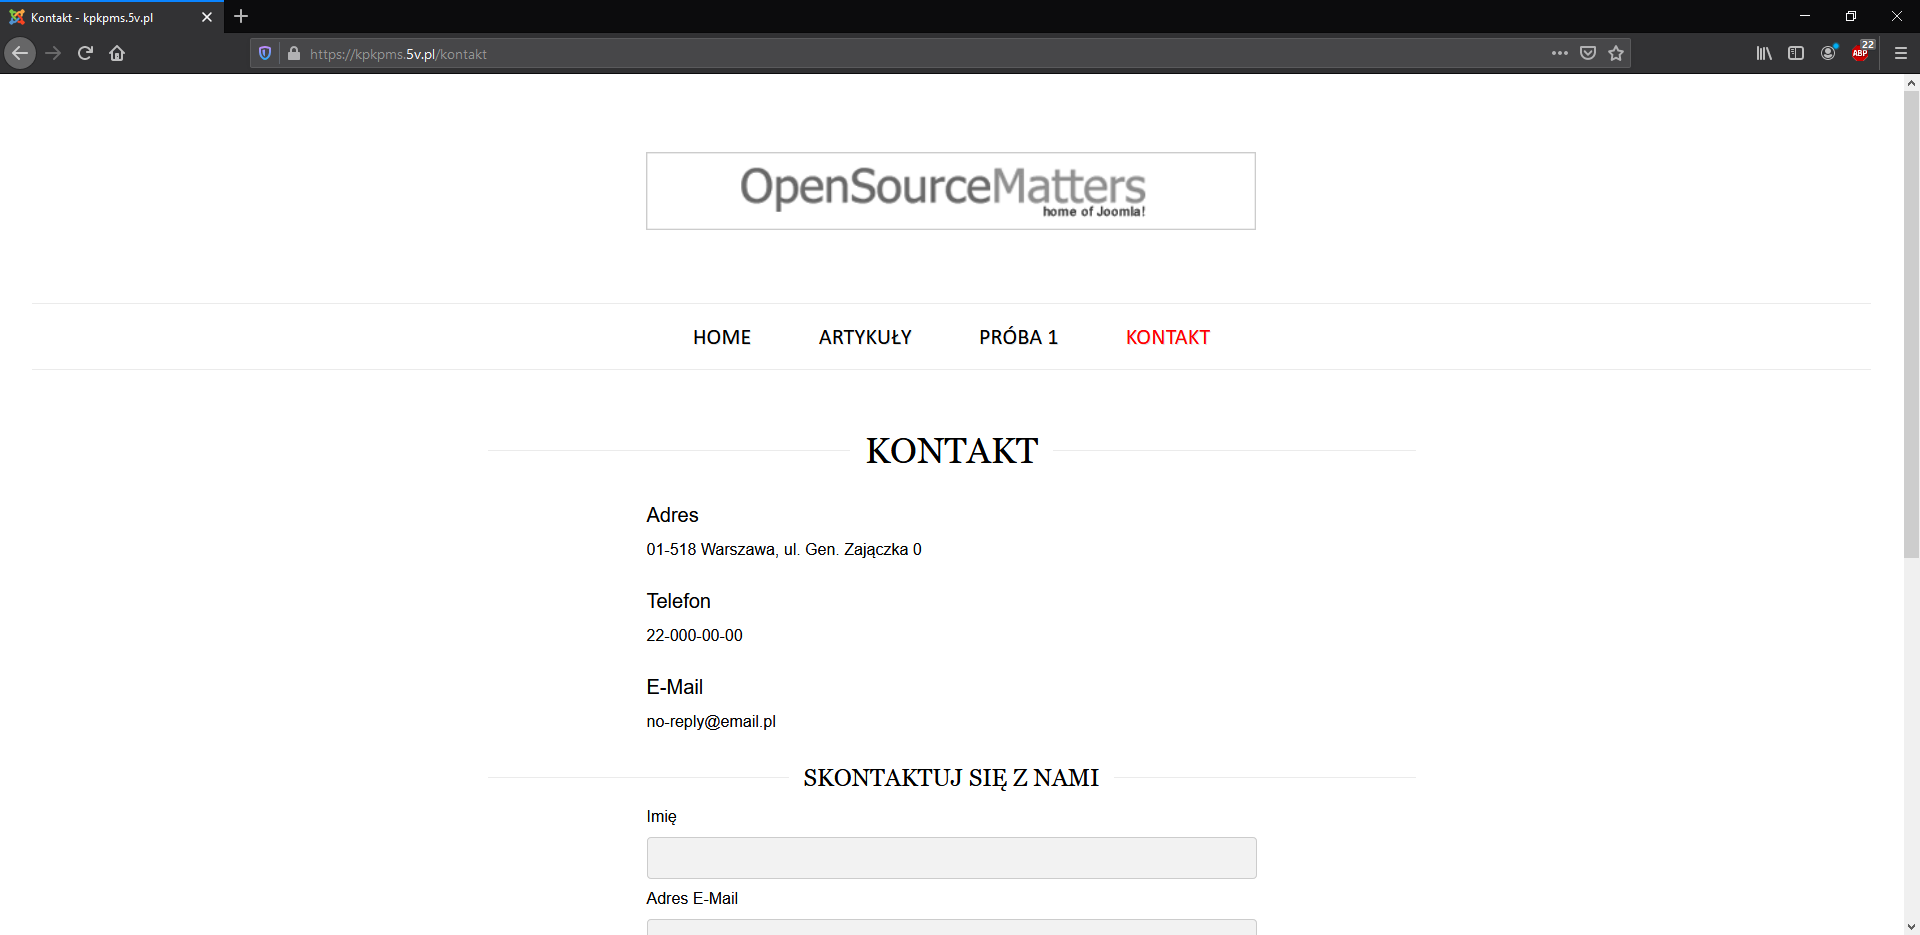 Kontakt - kpkpms.5v.pl
https://kpkpms.5v.pl/kontakt
22
ABP
OpenSourceMatters
home of Joomla!
HOME ARTYKUŁY PRÓBA 1 KONTAKT
KONTAKT
Adres
01-518 Warszawa, ul. Gen. Zajączka 0
Telefon
22-000-00-00
E-Mail
no-reply@email.pl
SKONTAKTUJ SIĘ Z NAMI
Imię
Adres E-Mail